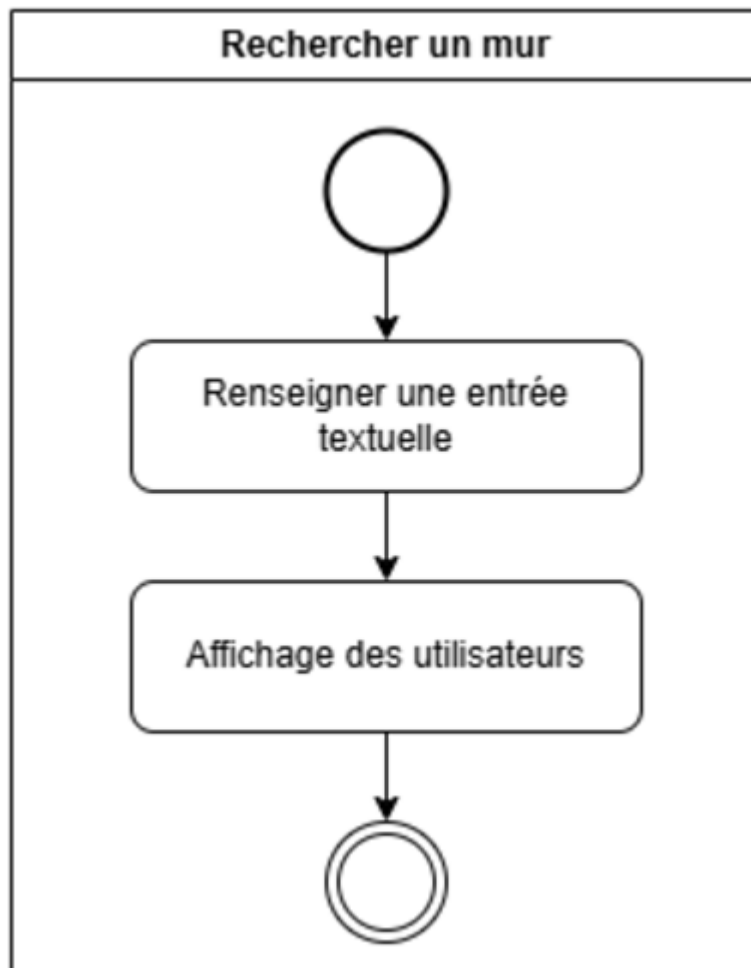 Rechercher un mur
Renseigner une entrée
textuelle
Affichage des utilisateurs